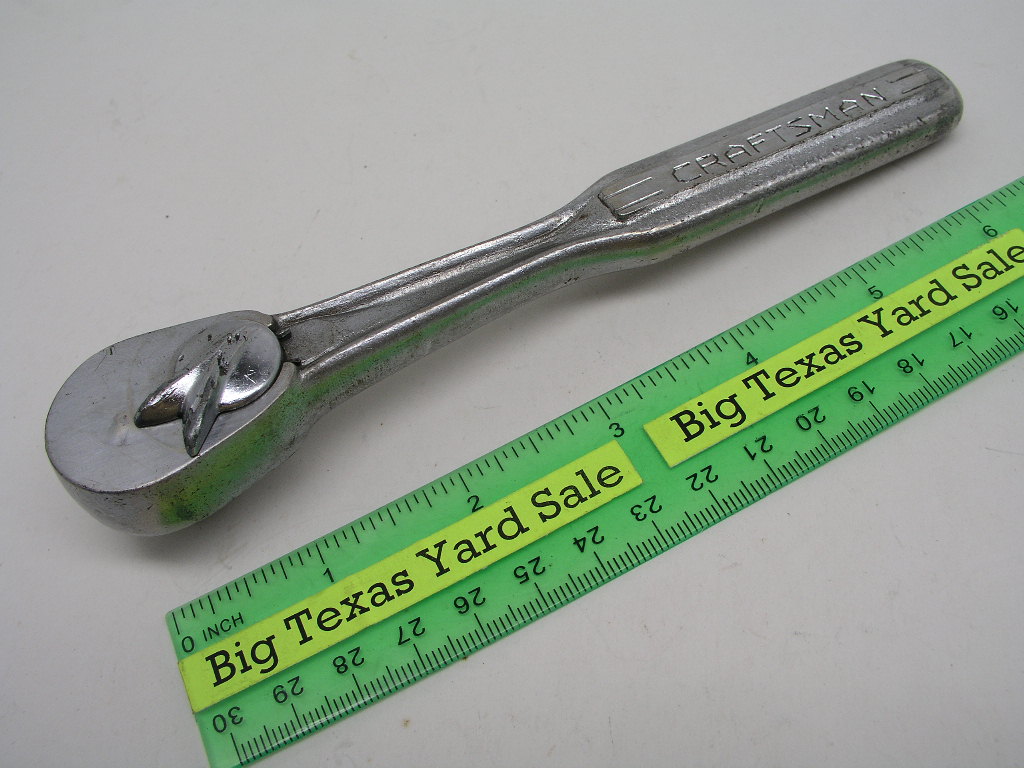 CRAFTSMAN
0 INCH 1 2 3 4 5 6
Big Texas Yard Sale Big Texas Yard Sale
30 29 28 27 26 25 24 23 22 21 20 19 18 17 16